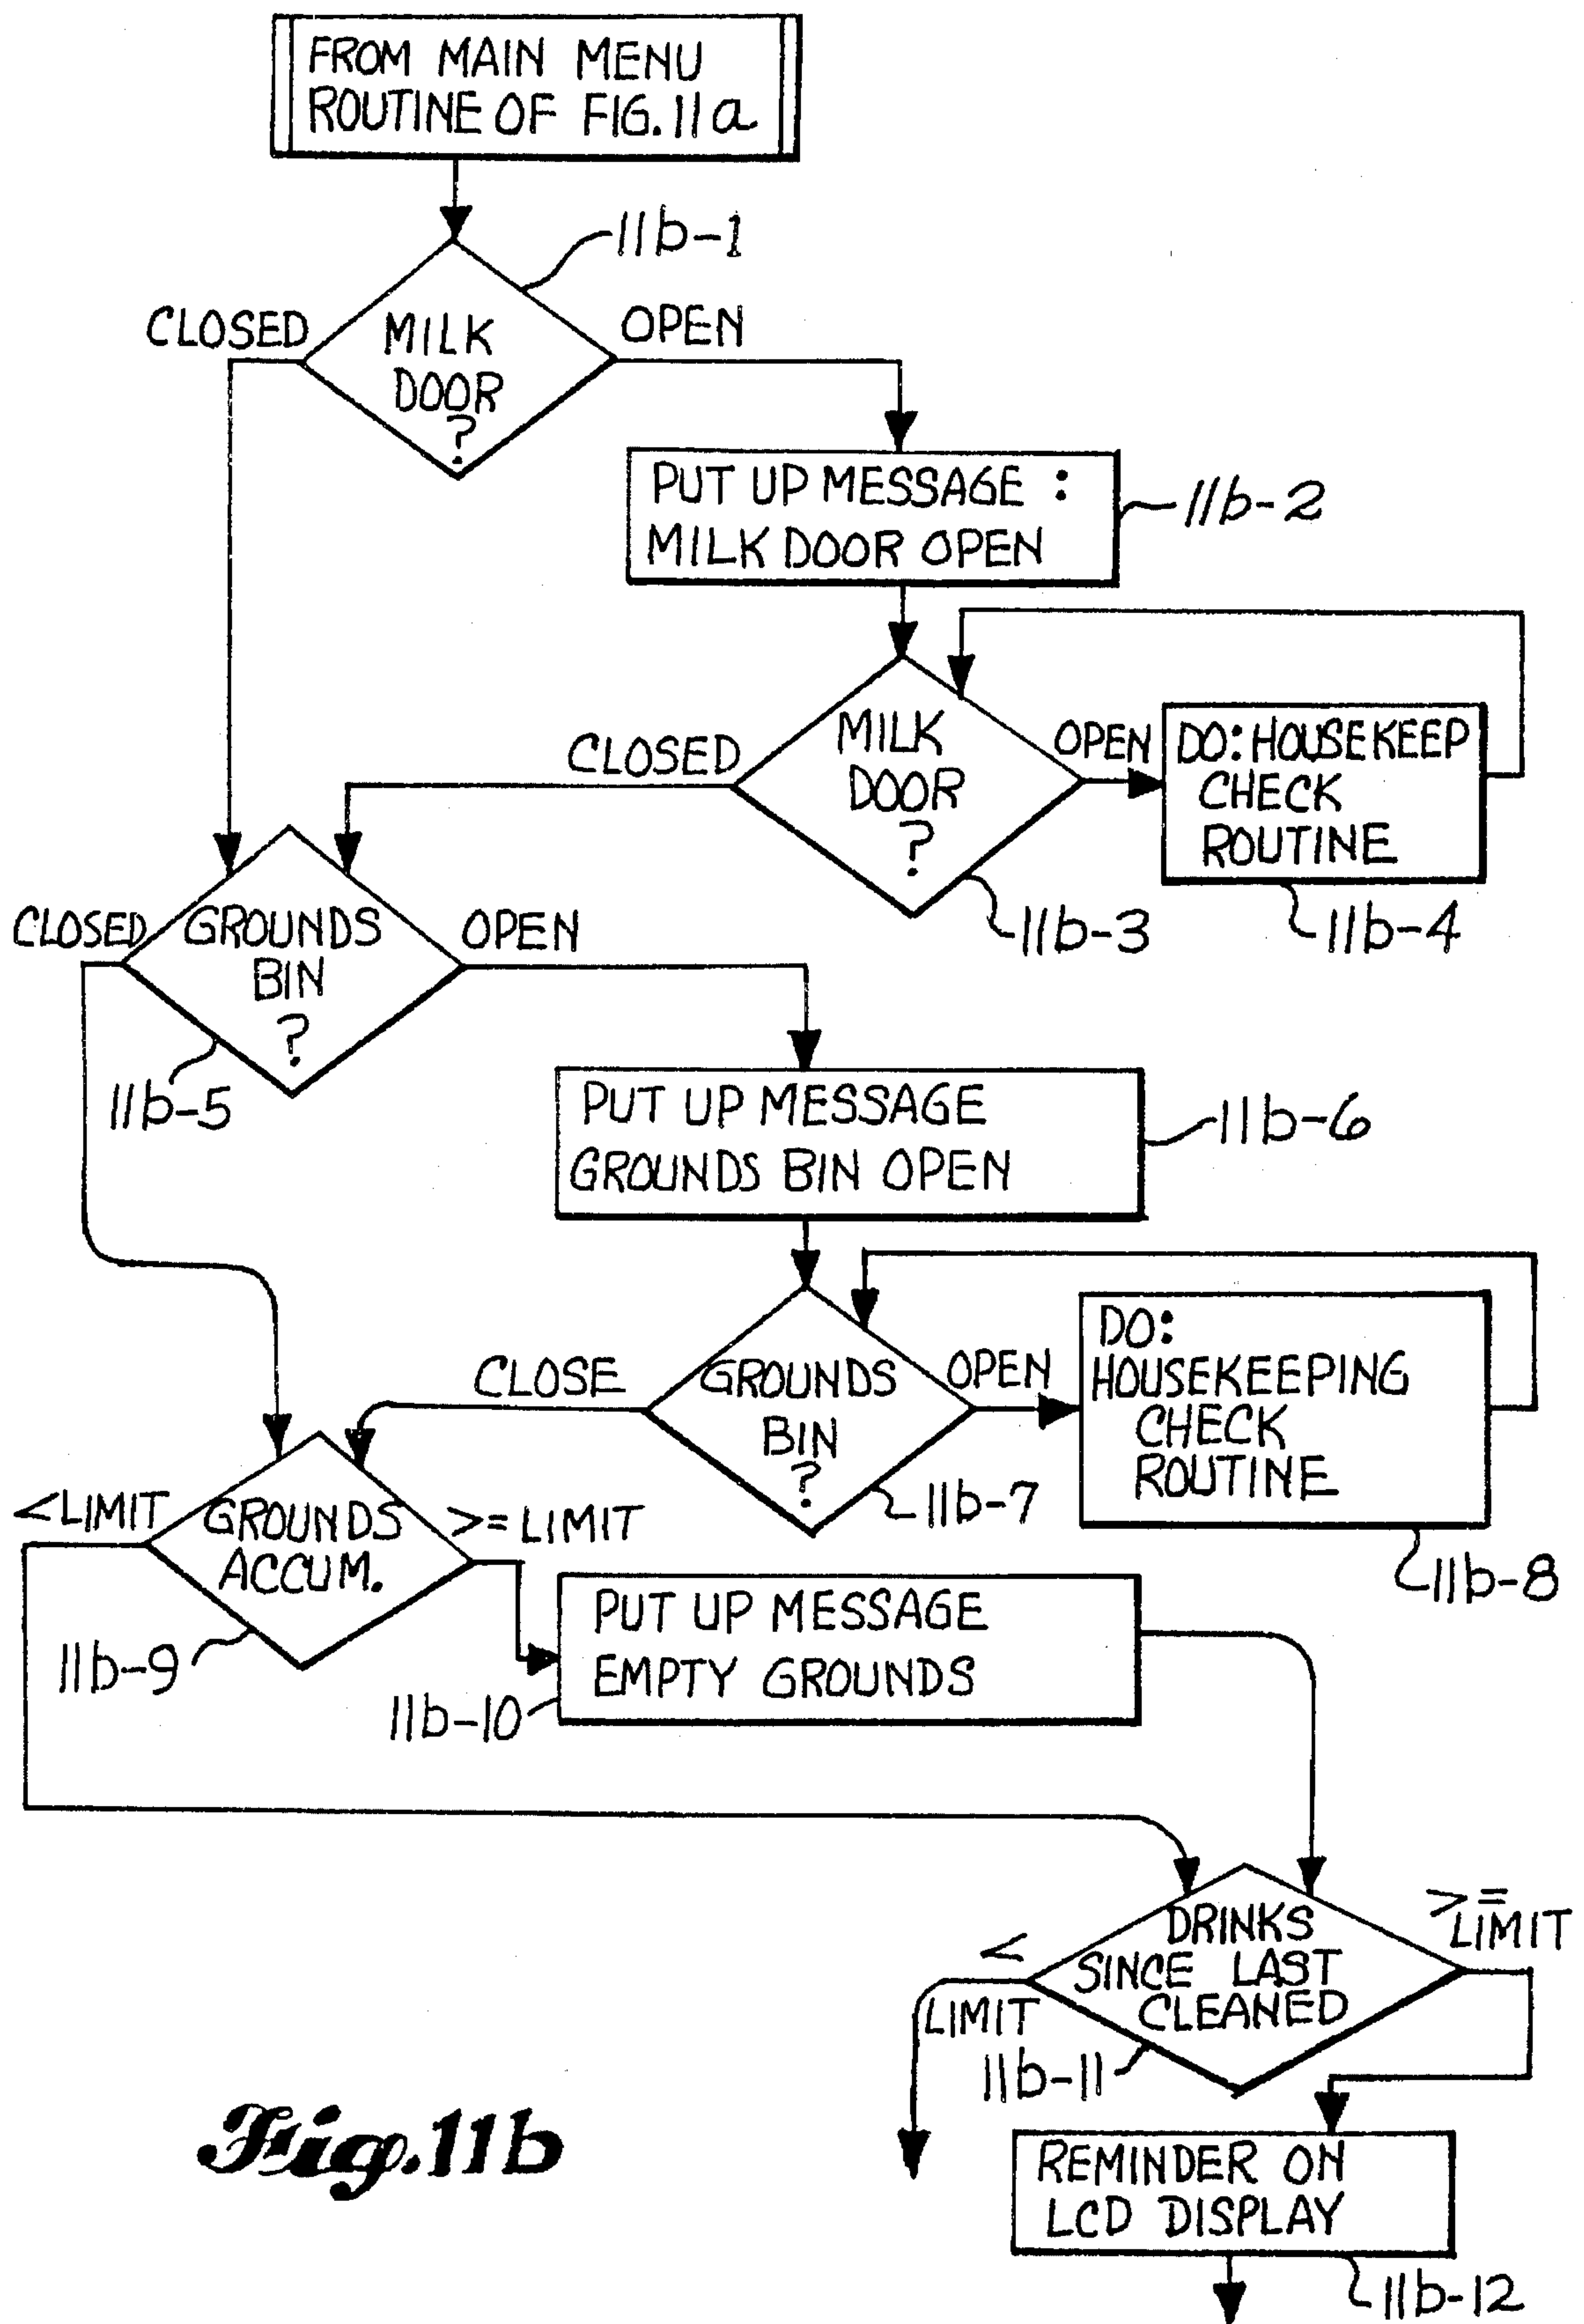 FROM MAIN MENU
ROUTINE OF FIG. 11a
11b-1
CLOSED
OPEN
MILK
DOOR
?
PUT UP MESSAGE :
MILK DOOR OPEN
11b-2
CLOSED
MILK
DOOR
?
OPEN
DO: HOUSEKEEP
CHECK
ROUTINE
11b-3
11b-4
CLOSED
GROUNDS
BIN
?
OPEN
11b-5
PUT UP MESSAGE
GROUNDS BIN OPEN
11b-6
CLOSE
GROUNDS
BIN
?
OPEN
DO:
HOUSEKEEPING
CHECK
ROUTINE
11b-7
11b-8
<LIMIT
GROUNDS
ACCUM.
>=LIMIT
11b-9
PUT UP MESSAGE
EMPTY GROUNDS
11b-10
<
LIMIT
DRINKS
SINCE LAST
CLEANED
>=
LIMIT
11b-11
REMINDER ON
LCD DISPLAY
11b-12
Fig. 11b